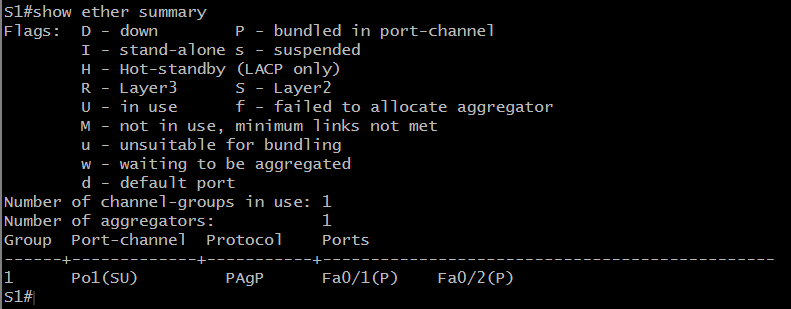 S1#show ether summary
Flags:  D - down        P - bundled in port-channel
        I - stand-alone s - suspended
        H - Hot-standby (LACP only)
        R - Layer3      S - Layer2
        U - in use      f - failed to allocate aggregator
        M - not in use, minimum links not met
        u - unsuitable for bundling
        w - waiting to be aggregated
        d - default port
Number of channel-groups in use: 1
Number of aggregators:           1
Group  Port-channel  Protocol    Ports
------+-------------+-----------+-----------------------------------------------
1      Po1(SU)         PAgP      Fa0/1(P)    Fa0/2(P)
S1#